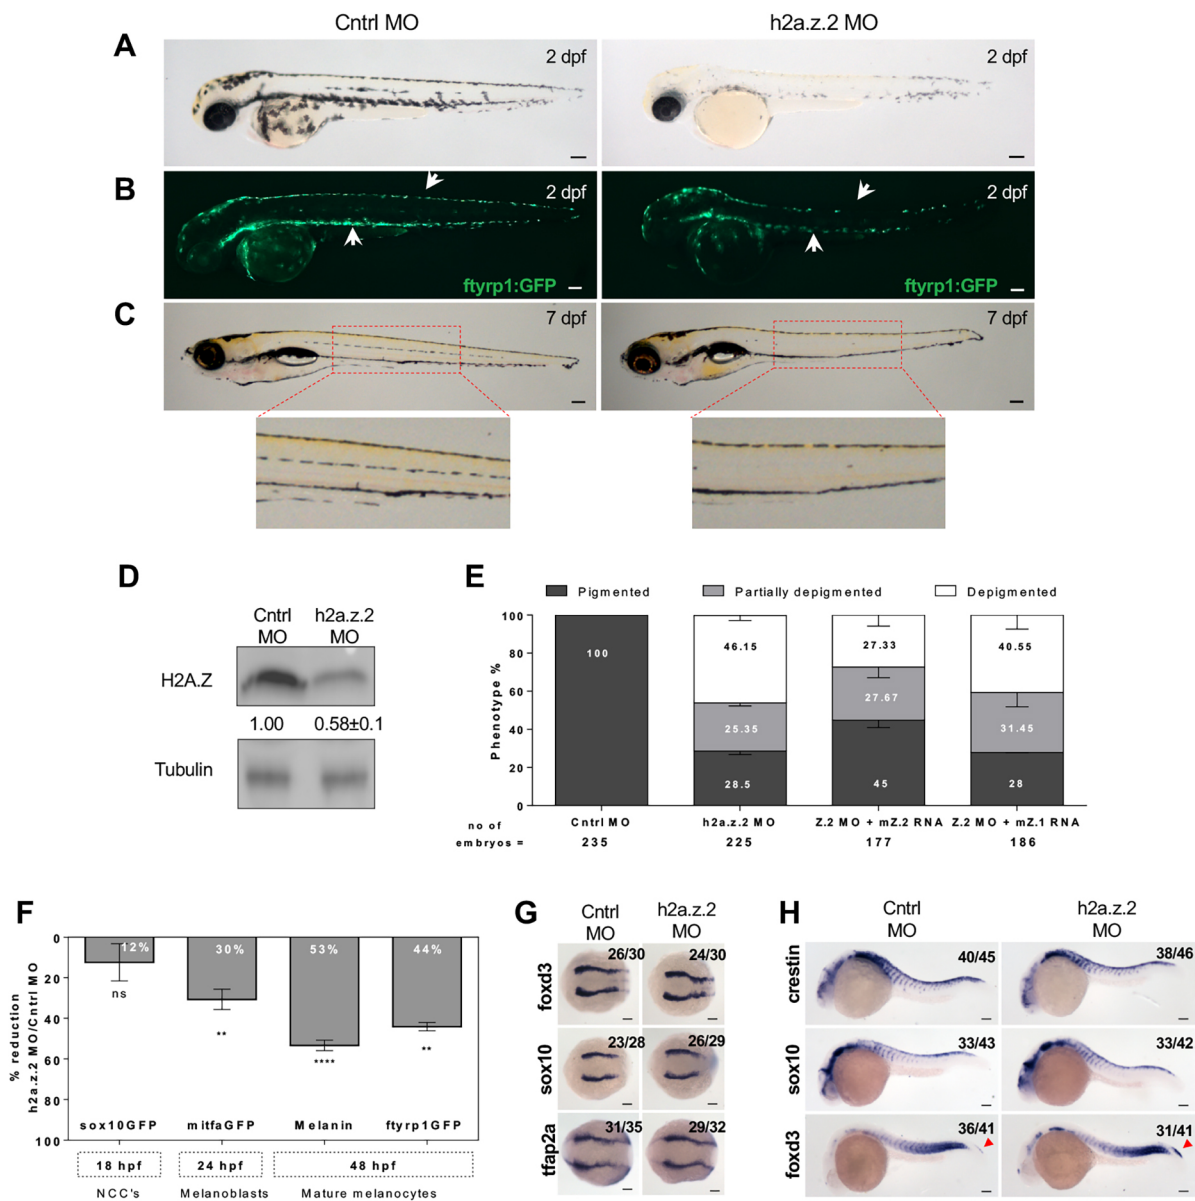 Cntrl MO
h2a.z.2 MO
A
2 dpf
2 dpf
B
2 dpf
2 dpf
ftyrp1:GFP
ftyrp1:GFP
C
7 dpf
7 dpf
D
Cntrl
MO
h2a.z.2
MO
H2A.Z
1.00
0.58±0.1
Tubulin
E
Pigmented
Partially depigmented
Depigmented
Phenotype %
100
80
60
40
20
0
100
46.15
25.35
28.5
27.33
27.67
45
40.55
31.45
28
Cntrl MO
h2a.z.2 MO
Z.2 MO + mZ.2 RNA
Z.2 MO + mZ.1 RNA
no of
embryos =
235
225
177
186
F
% reduction
h2a.z.2 MO/Cntrl MO
0
20
40
60
80
100
12%
30%
53%
44%
ns
**
****
**
sox10GFP
mitfaGFP
Melanin
ftyrp1GFP
18 hpf
24 hpf
48 hpf
NCC's
Melanoblasts
Mature melanocytes
G
Cntrl
MO
h2a.z.2
MO
foxd3
26/30
24/30
sox10
23/28
26/29
tfap2a
31/35
29/32
H
Cntrl
MO
h2a.z.2
MO
crestin
40/45
38/46
sox10
33/43
33/42
foxd3
36/41
31/41